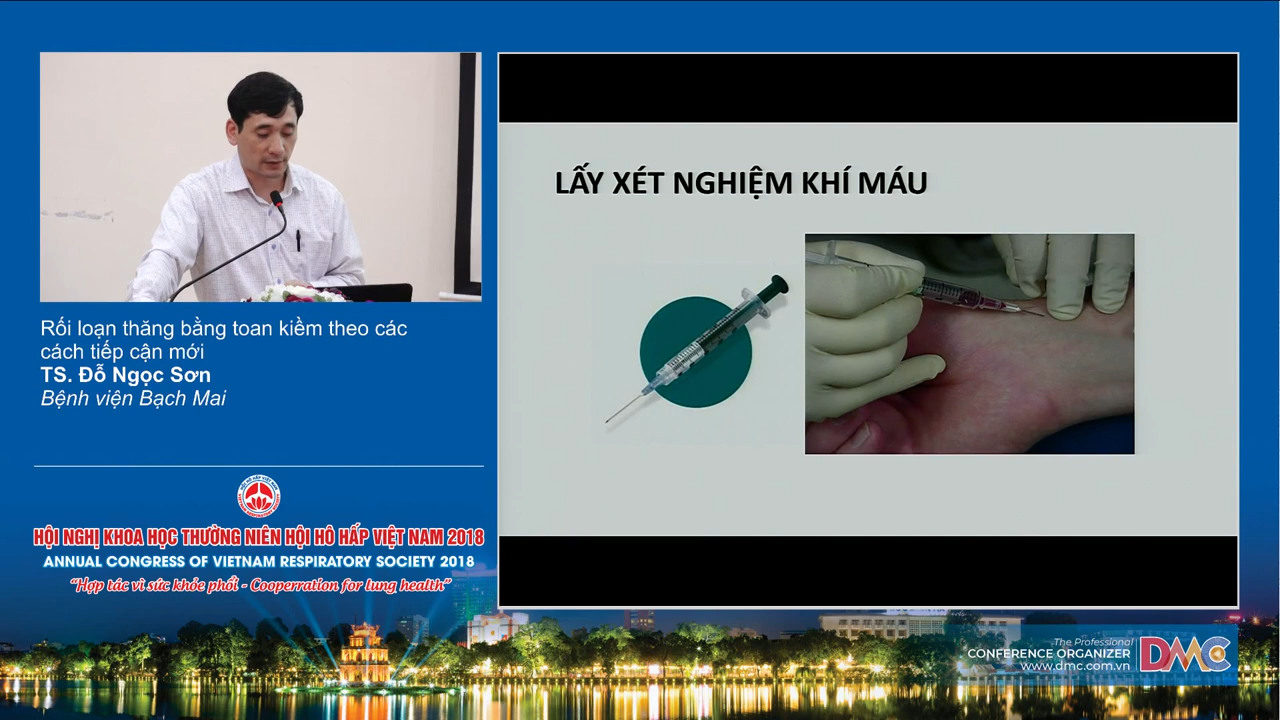 LẤY XÉT NGHIỆM KHÍ MÁU
Rối loạn thăng bằng toan kiềm theo các
cách tiếp cận mới
TS. Đỗ Ngọc Sơn
Bệnh viện Bạch Mai
HỘI NGHỊ KHOA HỌC THƯỜNG NIÊN HỘI HÔ HẤP VIỆT NAM 2018
ANNUAL CONGRESS OF VIETNAM RESPIRATORY SOCIETY 2018
"Hợp tác vì sức khỏe phổi - Cooperration for lung health"
The Professional
CONFERENCE ORGANIZER
www.dmc.com.vn
DMC